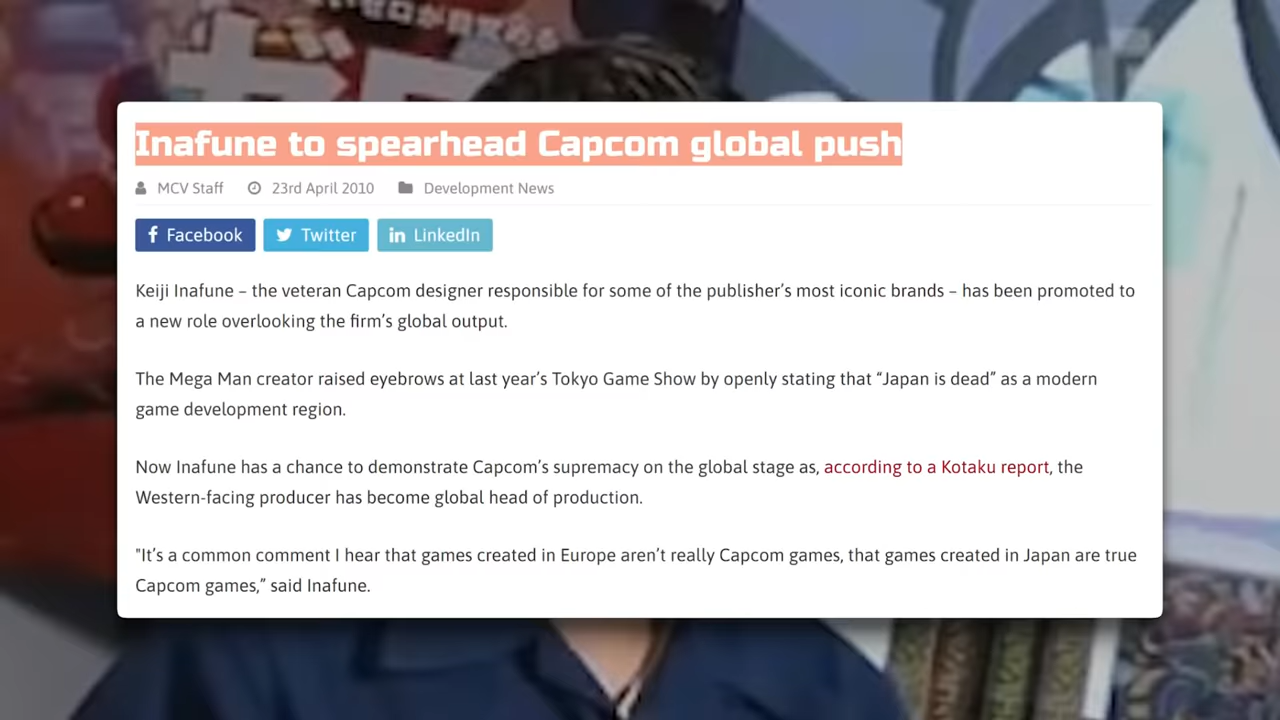 Inafune to spearhead Capcom global push
MCV Staff 23rd April 2010 Development News
Facebook Twitter LinkedIn
Keiji Inafune – the veteran Capcom designer responsible for some of the publisher’s most iconic brands – has been promoted to
a new role overlooking the firm’s global output.
The Mega Man creator raised eyebrows at last year’s Tokyo Game Show by openly stating that “Japan is dead” as a modern
game development region.
Now Inafune has a chance to demonstrate Capcom’s supremacy on the global stage as, according to a Kotaku report, the
Western-facing producer has become global head of production.
"It’s a common comment I hear that games created in Europe aren’t really Capcom games, that games created in Japan are true
Capcom games,” said Inafune.